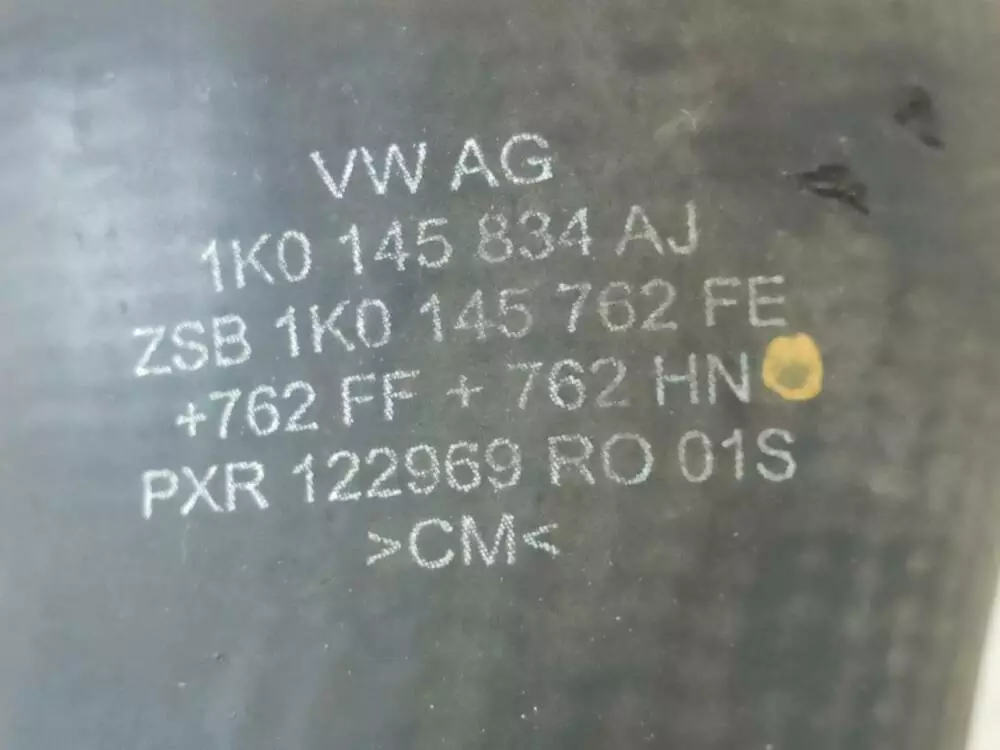 VW AG
1K0 145 834 AJ
ZSB 1K0 145 762 FE
+762 FF + 762 HN
PXR 122969 RO 01S
>CM<